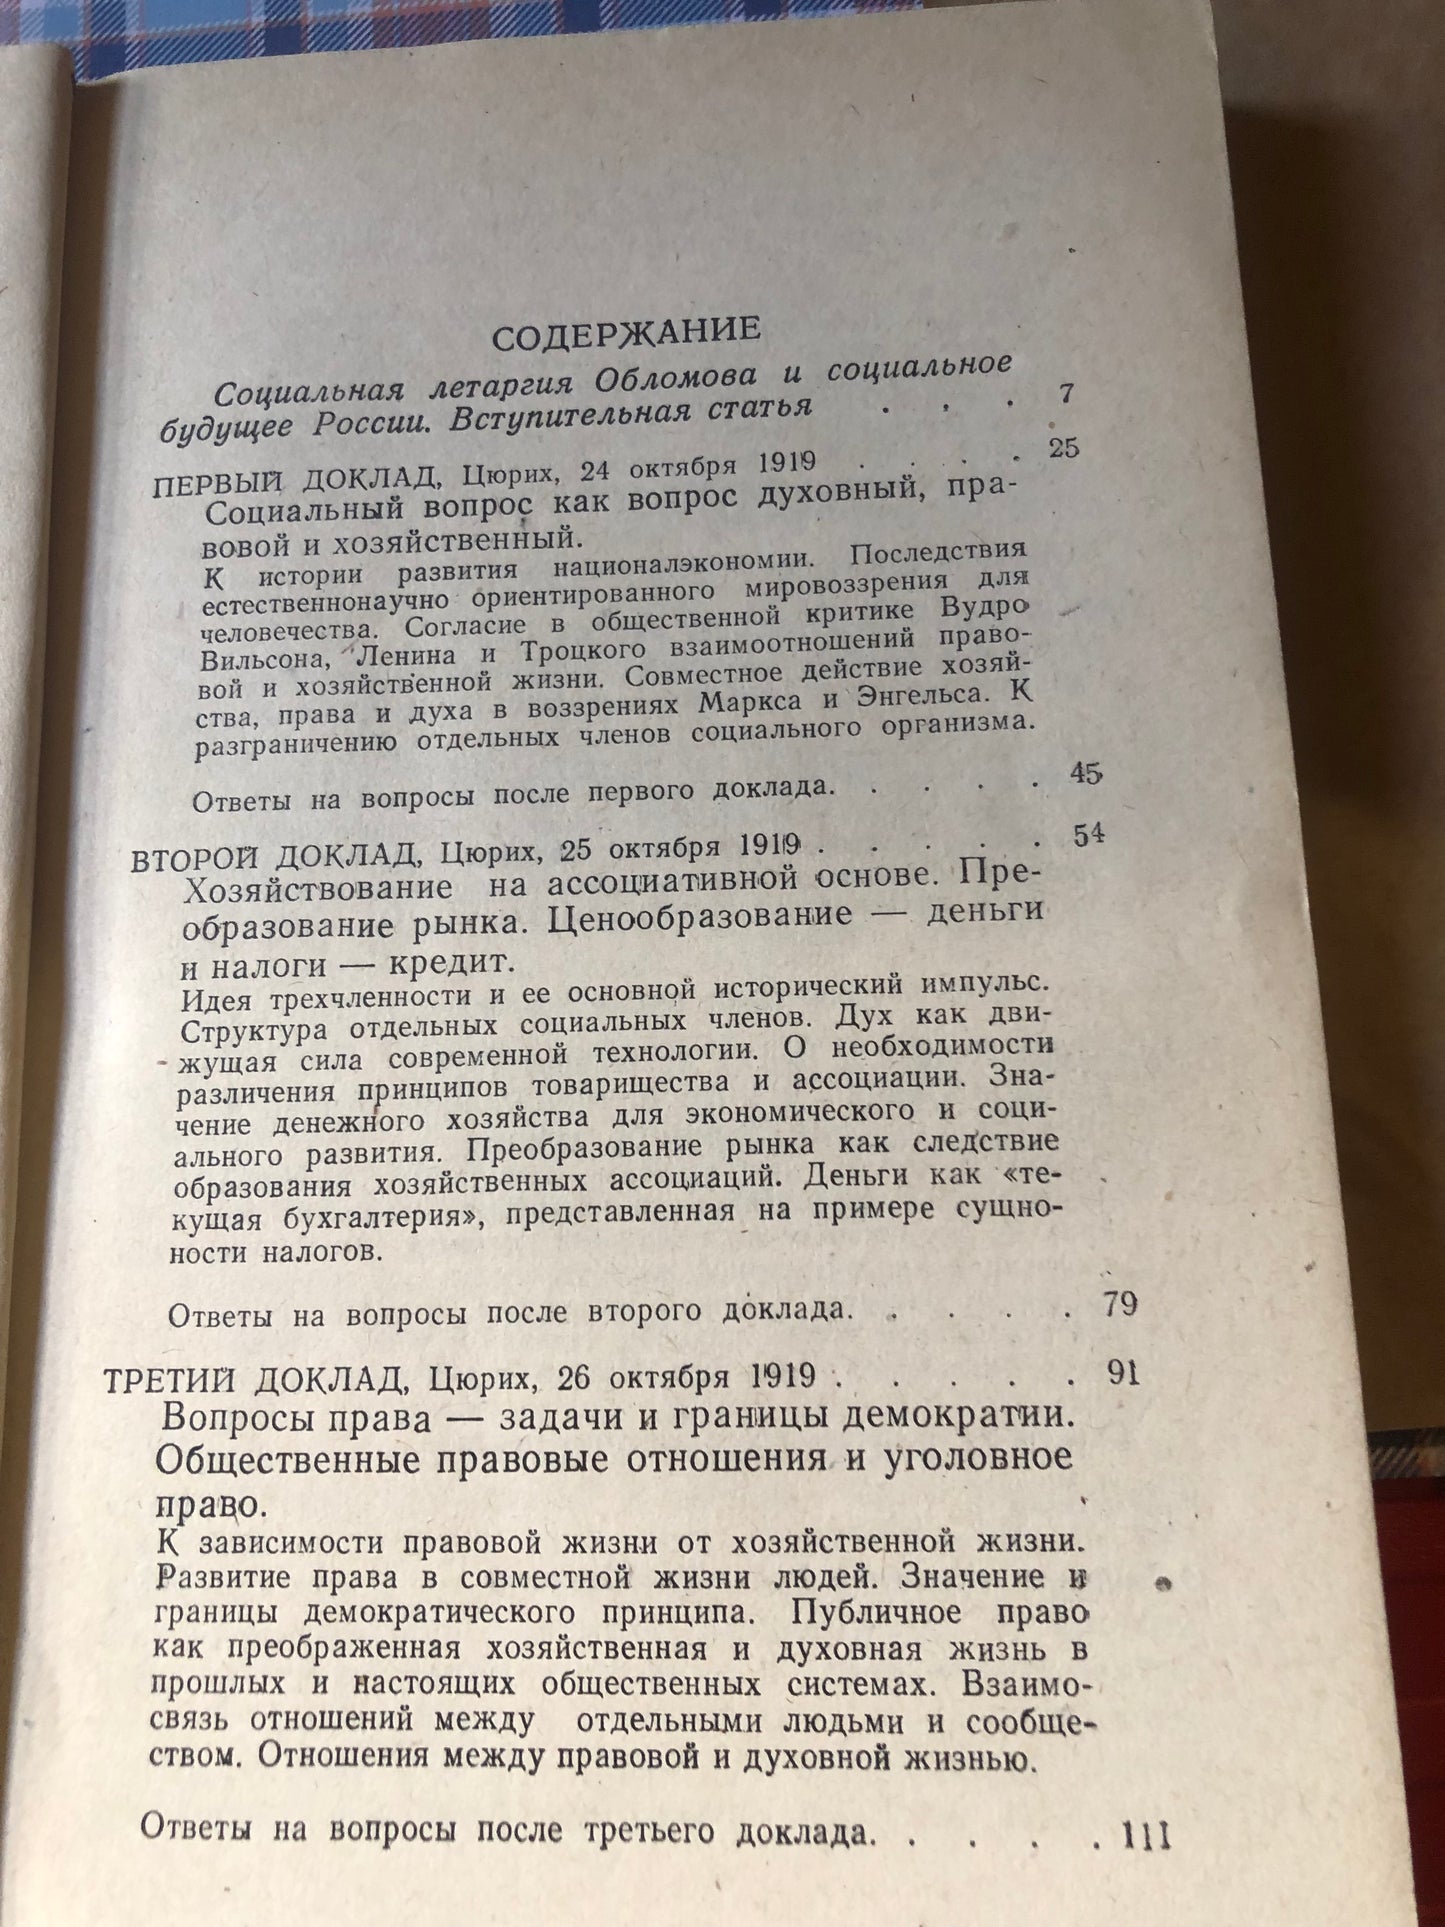 СОДЕРЖАНИЕ
Социальная летаргия Обломова и социальное
будущее России. Вступительная статья . . . 7
ПЕРВЫЙ ДОКЛАД, Цюрих, 24 октября 1919 . . . . 25
Социальный вопрос как вопрос духовный, пра-
вовой и хозяйственный.
К истории развития националэкономии. Последствия
естественнонаучно ориентированного мировоззрения для
человечества. Согласие в общественной критике Вудро
Вильсона, Ленина и Троцкого взаимоотношений право-
вой и хозяйственной жизни. Совместное действие хозяй-
ства, права и духа в воззрениях Маркса и Энгельса. К
разграничению отдельных членов социального организма.
Ответы на вопросы после первого доклада. . . . . 45
ВТОРОЙ ДОКЛАД, Цюрих, 25 октября 1919 . . . . . 54
Хозяйствование на ассоциативной основе. Пре-
образование рынка. Ценообразование — деньги
и налоги — кредит.
Идея трехчленности и ее основной исторический импульс.
Структура отдельных социальных членов. Дух как дви-
жущая сила современной технологии. О необходимости
различения принципов товарищества и ассоциации. Зна-
чение денежного хозяйства для экономического и соци-
ального развития. Преобразование рынка как следствие
образования хозяйственных ассоциаций. Деньги как «те-
кущая бухгалтерия», представленная на примере сущно-
ности налогов.
Ответы на вопросы после второго доклада. . . . . 79
ТРЕТИЙ ДОКЛАД, Цюрих, 26 октября 1919 . . . . . 91
Вопросы права — задачи и границы демократии.
Общественные правовые отношения и уголовное
право.
К зависимости правовой жизни от хозяйственной жизни.
Развитие права в совместной жизни людей. Значение и
границы демократического принципа. Публичное право
как преображенная хозяйственная и духовная жизнь в
прошлых и настоящих общественных системах. Взаимо-
связь отношений между отдельными людьми и сообще-
ством. Отношения между правовой и духовной жизнью.
Ответы на вопросы после третьего доклада. . . . . 111